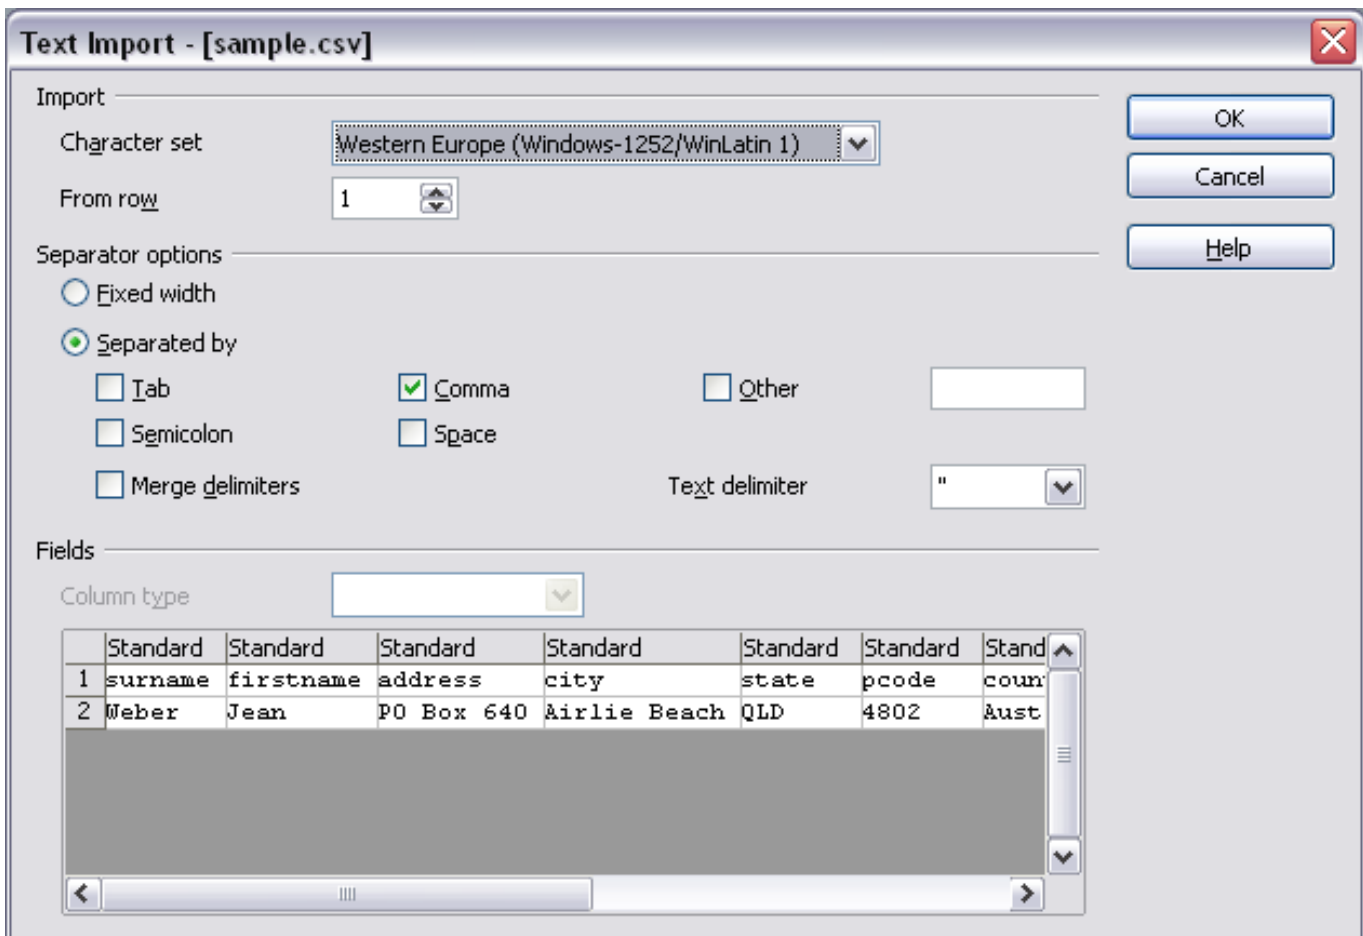 Text Import - [sample.csv]
Import
OK
Character set Western Europe (Windows-1252/WinLatin 1)
Cancel
From row 1
Separator options
Help
Fixed width
Separated by
Tab Comma Other
Semicolon Space
Merge delimiters Text delimiter "
Fields
Column type
Standard Standard Standard Standard Standard Standard Stand
1 surname firstname address city state pcode coun
2 Weber Jean PO Box 640 Airlie Beach QLD 4802 Aust